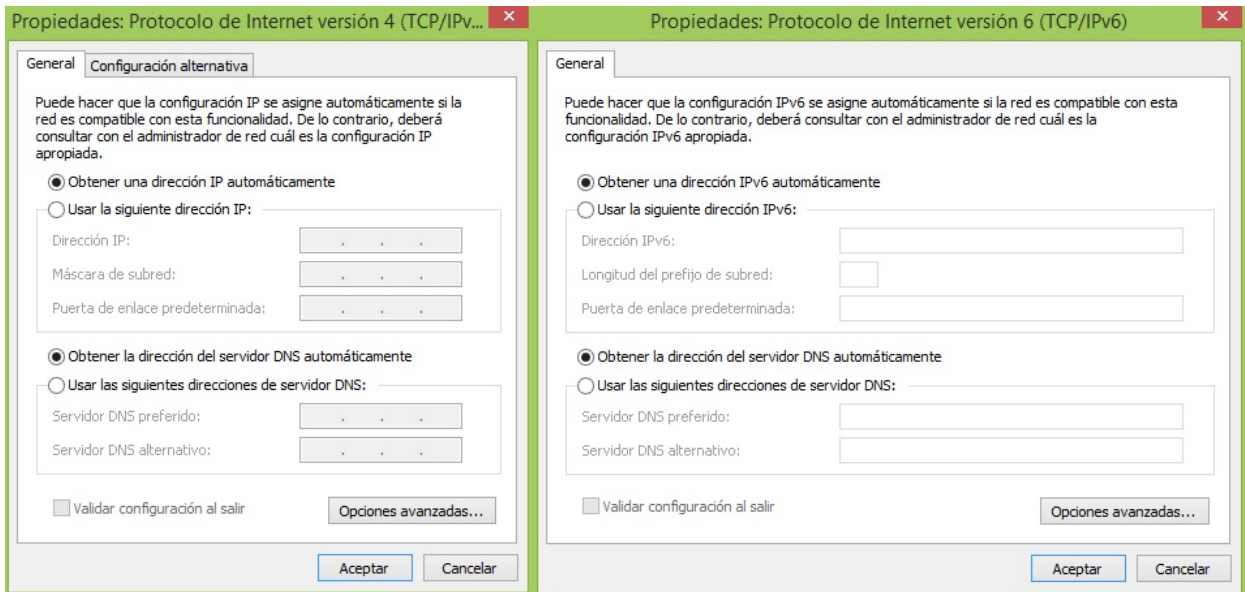 Propiedades: Protocolo de Internet versión 4 (TCP/IPv...
General
Configuración alternativa
Puede hacer que la configuración IP se asigne automáticamente si la
red es compatible con esta funcionalidad. De lo contrario, deberá
consultar con el administrador de red cuál es la configuración IP
apropiada.
Obtener una dirección IP automáticamente
Usar la siguiente dirección IP:
Dirección IP:
Máscara de subred:
Puerta de enlace predeterminada:
Obtener la dirección del servidor DNS automáticamente
Usar las siguientes direcciones de servidor DNS:
Servidor DNS preferido:
Servidor DNS alternativo:
Validar configuración al salir
Opciones avanzadas...
Aceptar
Cancelar
Propiedades: Protocolo de Internet versión 6 (TCP/IPv6)
General
Puede hacer que la configuración IPv6 se asigne automáticamente si la red es compatible con esta
funcionalidad. De lo contrario, deberá consultar con el administrador de red cuál es la
configuración IPv6 apropiada.
Obtener una dirección IPv6 automáticamente
Usar la siguiente dirección IPv6:
Dirección IPv6:
Longitud del prefijo de subred:
Puerta de enlace predeterminada:
Obtener la dirección del servidor DNS automáticamente
Usar las siguientes direcciones de servidor DNS:
Servidor DNS preferido:
Servidor DNS alternativo:
Validar configuración al salir
Opciones avanzadas...
Aceptar
Cancelar